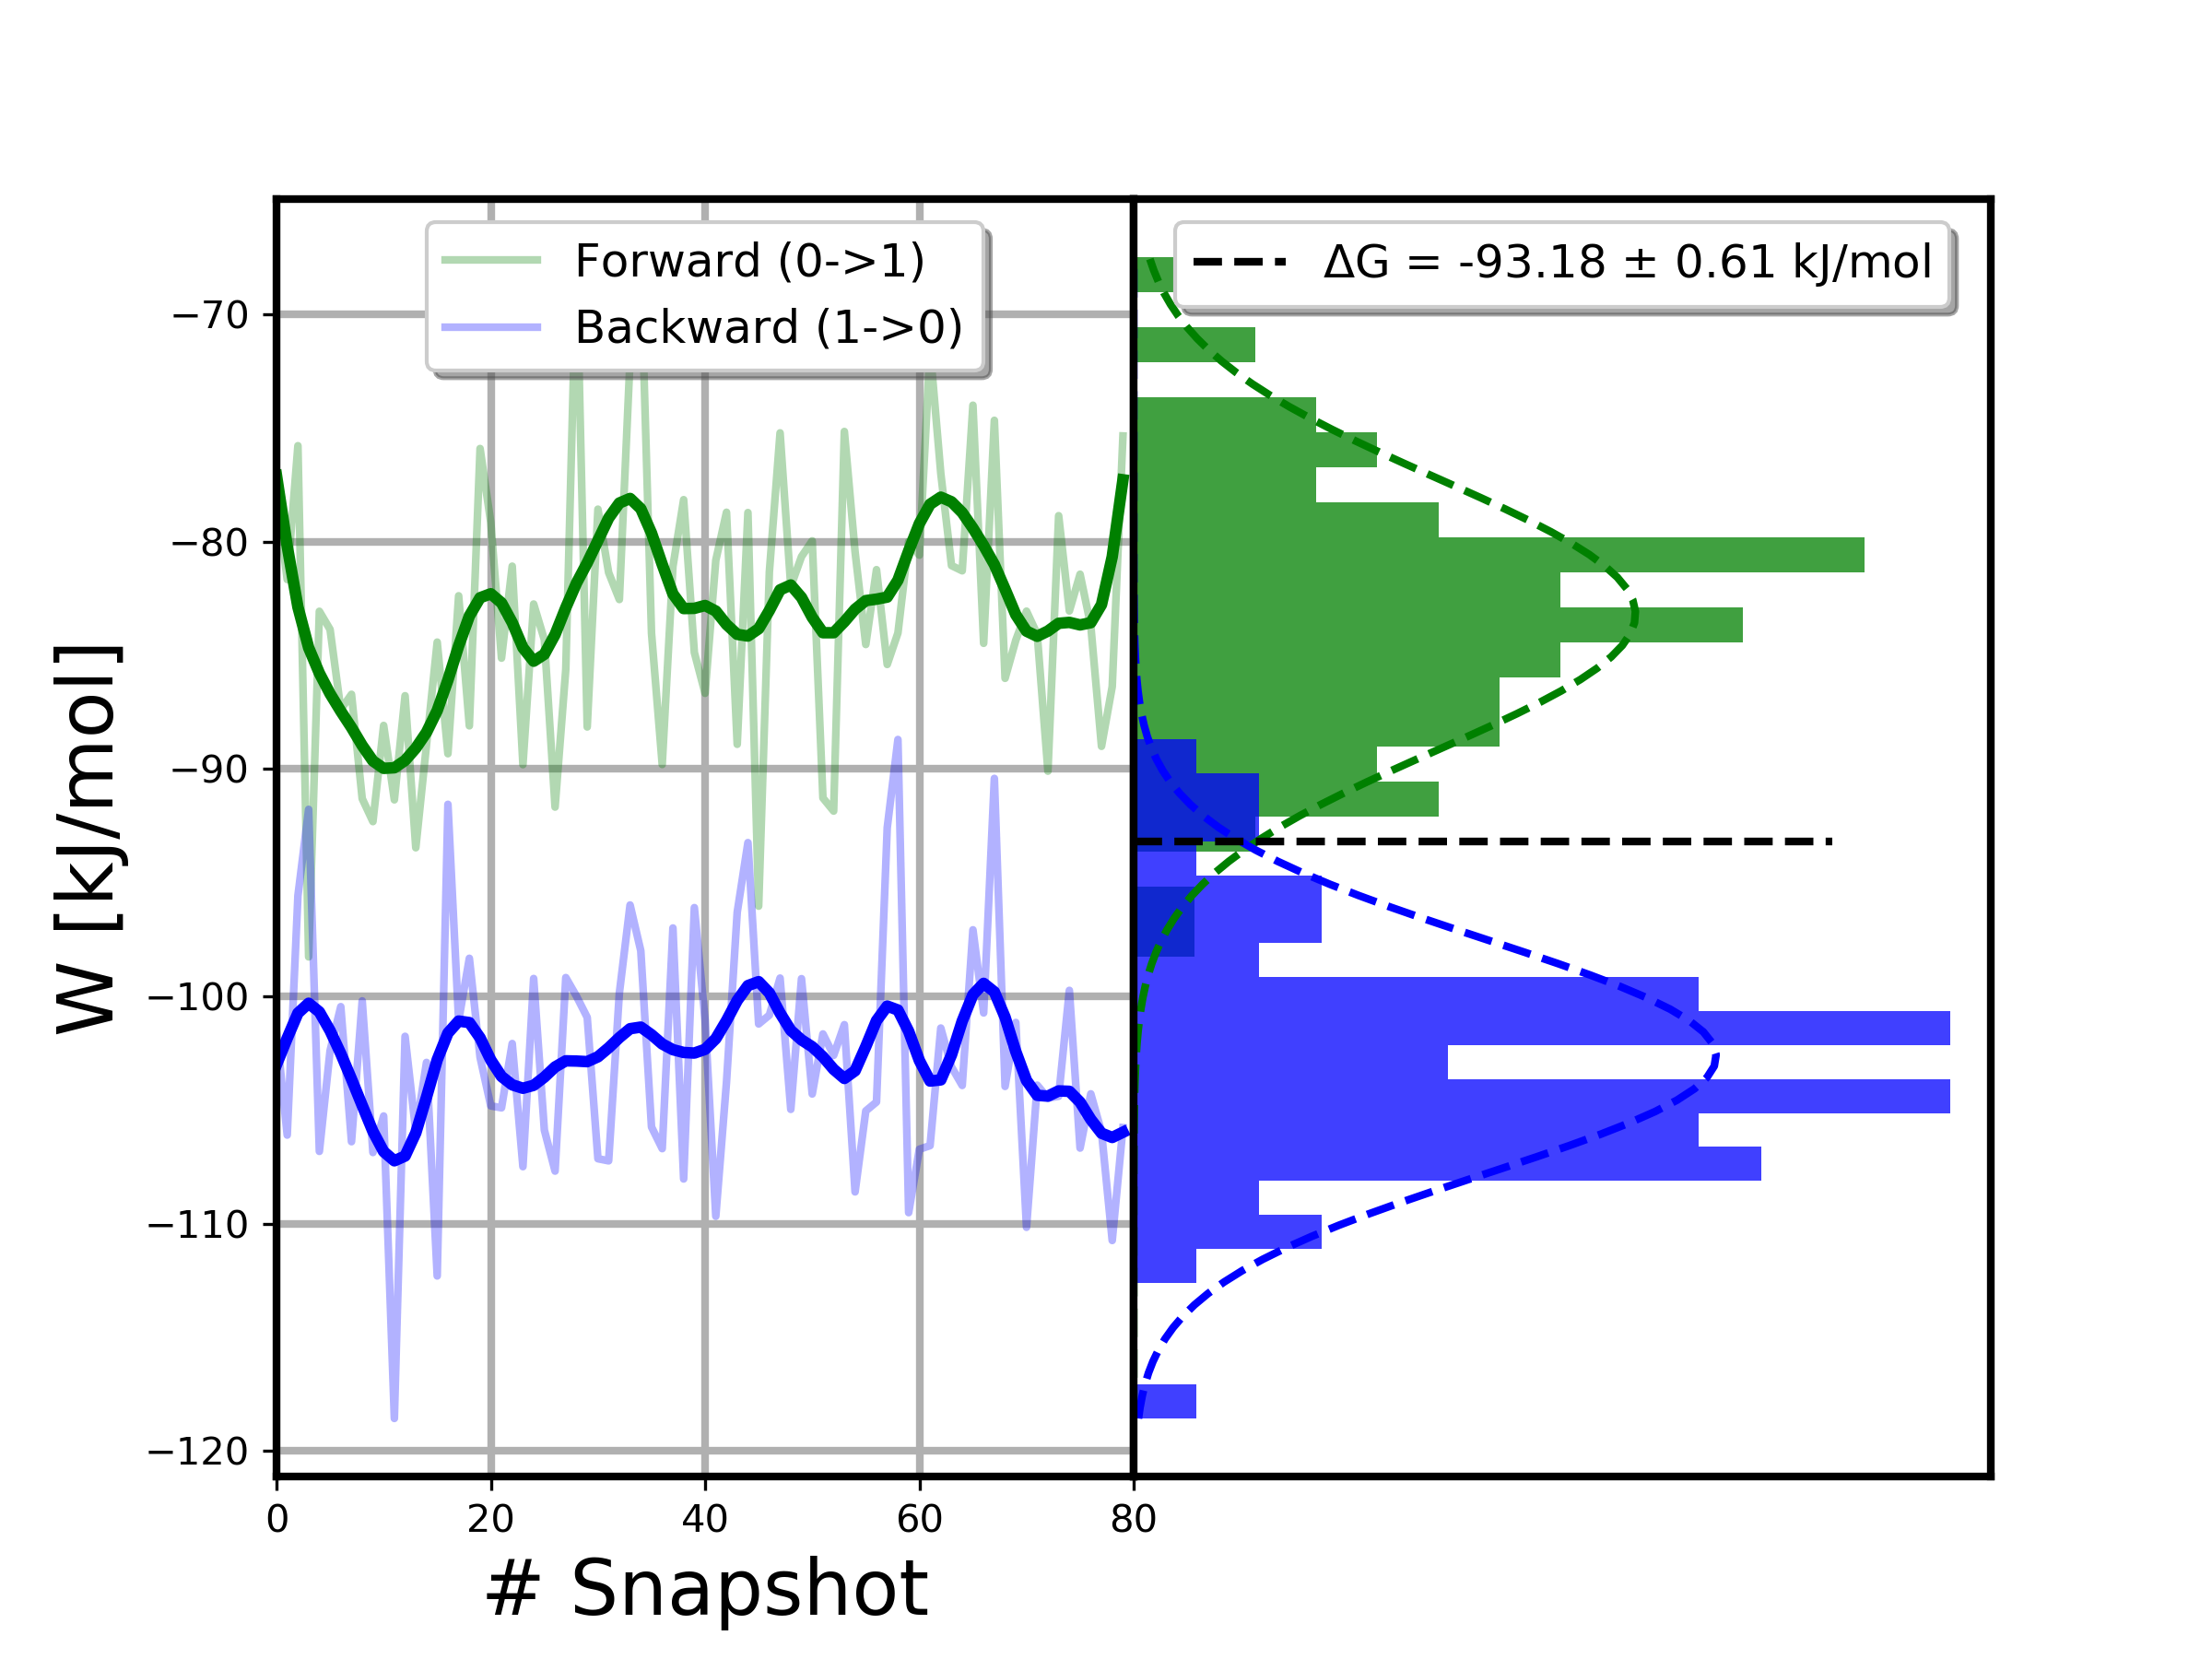 Forward (0->1)
Backward (1->0)
ΔG = -93.18 ± 0.61 kJ/mol
W [kJ/mol]
−70
−80
−90
−100
−110
−120
0 20 40 60 80
# Snapshot